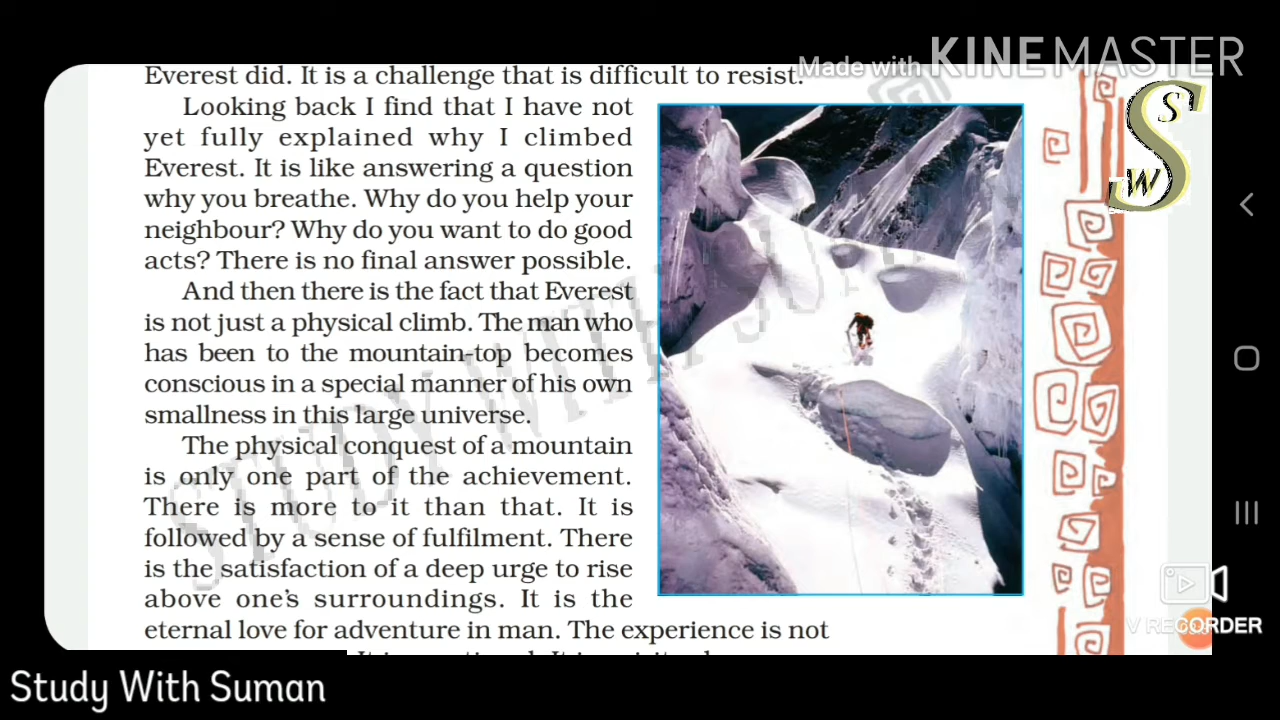 Made with KINEMASTER
Everest did. It is a challenge that is difficult to resist.
Looking back I find that I have not
yet fully explained why I climbed
Everest. It is like answering a question
why you breathe. Why do you help your
neighbour? Why do you want to do good
acts? There is no final answer possible.
And then there is the fact that Everest
is not just a physical climb. The man who
has been to the mountain-top becomes
conscious in a special manner of his own
smallness in this large universe.
The physical conquest of a mountain
is only one part of the achievement.
There is more to it than that. It is
followed by a sense of fulfilment. There
is the satisfaction of a deep urge to rise
above one's surroundings. It is the
eternal love for adventure in man. The experience is not
S
S
W
STUDY WITH
V RECORDER
Study With Suman